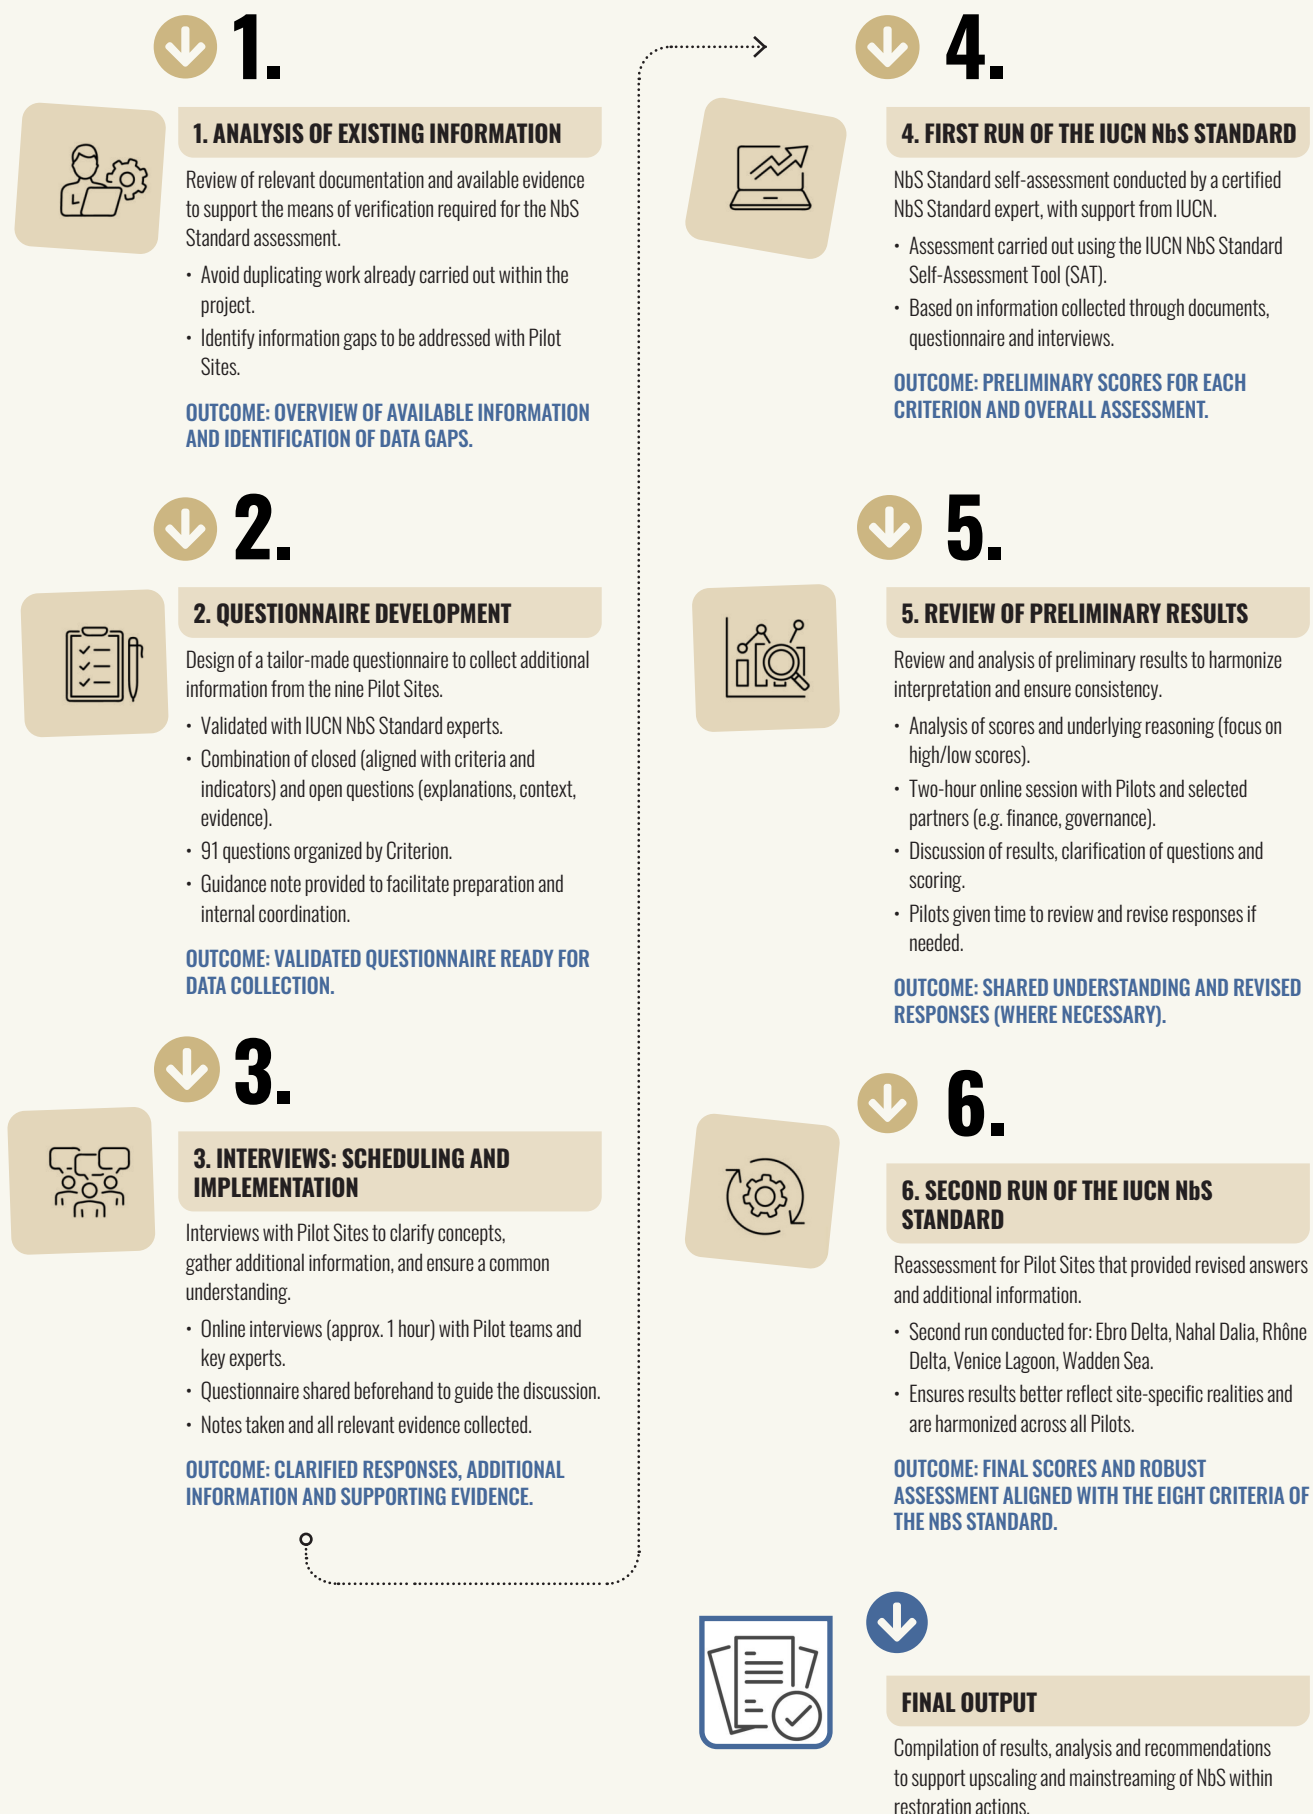 1.
1. ANALYSIS OF EXISTING INFORMATION
Review of relevant documentation and available evidence
to support the means of verification required for the NbS
Standard assessment.
• Avoid duplicating work already carried out within the
project.
• Identify information gaps to be addressed with Pilot
Sites.
OUTCOME: OVERVIEW OF AVAILABLE INFORMATION
AND IDENTIFICATION OF DATA GAPS.
2.
2. QUESTIONNAIRE DEVELOPMENT
Design of a tailor-made questionnaire to collect additional
information from the nine Pilot Sites.
• Validated with IUCN NbS Standard experts.
• Combination of closed (aligned with criteria and
indicators) and open questions (explanations, context,
evidence).
• 91 questions organized by Criterion.
• Guidance note provided to facilitate preparation and
internal coordination.
OUTCOME: VALIDATED QUESTIONNAIRE READY FOR
DATA COLLECTION.
3.
3. INTERVIEWS: SCHEDULING AND
IMPLEMENTATION
Interviews with Pilot Sites to clarify concepts,
gather additional information, and ensure a common
understanding.
• Online interviews (approx. 1 hour) with Pilot teams and
key experts.
• Questionnaire shared beforehand to guide the discussion.
• Notes taken and all relevant evidence collected.
OUTCOME: CLARIFIED RESPONSES, ADDITIONAL
INFORMATION AND SUPPORTING EVIDENCE.
4.
4. FIRST RUN OF THE IUCN NbS STANDARD
NbS Standard self-assessment conducted by a certified
NbS Standard expert, with support from IUCN.
• Assessment carried out using the IUCN NbS Standard
Self-Assessment Tool (SAT).
• Based on information collected through documents,
questionnaire and interviews.
OUTCOME: PRELIMINARY SCORES FOR EACH
CRITERION AND OVERALL ASSESSMENT.
5.
5. REVIEW OF PRELIMINARY RESULTS
Review and analysis of preliminary results to harmonize
interpretation and ensure consistency.
• Analysis of scores and underlying reasoning (focus on
high/low scores).
• Two-hour online session with Pilots and selected
partners (e.g. finance, governance).
• Discussion of results, clarification of questions and
scoring.
• Pilots given time to review and revise responses if
needed.
OUTCOME: SHARED UNDERSTANDING AND REVISED
RESPONSES (WHERE NECESSARY).
6.
6. SECOND RUN OF THE IUCN NbS
STANDARD
Reassessment for Pilot Sites that provided revised answers
and additional information.
• Second run conducted for: Ebro Delta, Nahal Dalia, Rhône
Delta, Venice Lagoon, Wadden Sea.
• Ensures results better reflect site-specific realities and
are harmonized across all Pilots.
OUTCOME: FINAL SCORES AND ROBUST
ASSESSMENT ALIGNED WITH THE EIGHT CRITERIA OF
THE NBS STANDARD.
FINAL OUTPUT
Compilation of results, analysis and recommendations
to support upscaling and mainstreaming of NbS within
restoration actions.